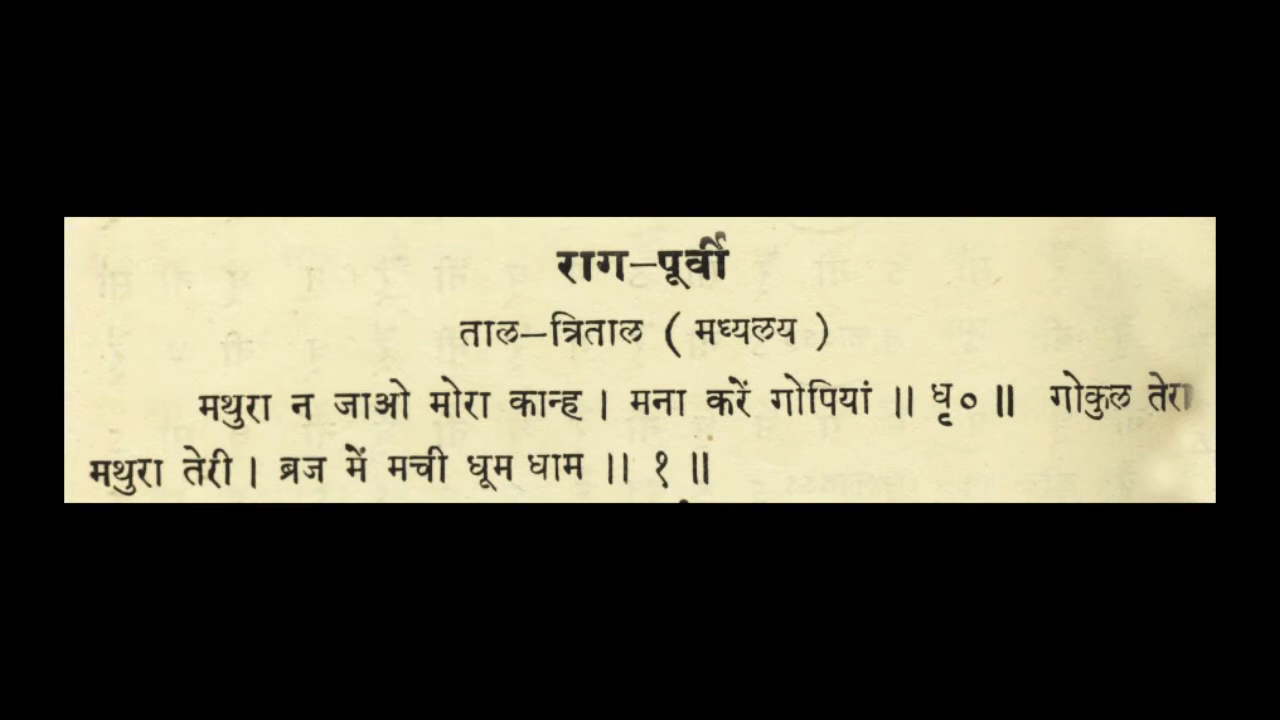 राग–पूर्वी
ताल–त्रिताल ( मध्यलय )
मथुरा न जाओ मोरा कान्ह । मना करें गोपियां ॥ धृ० ॥ गोकुल तेरा
मथुरा तेरी । ब्रज में मची धूम धाम ॥ १ ॥